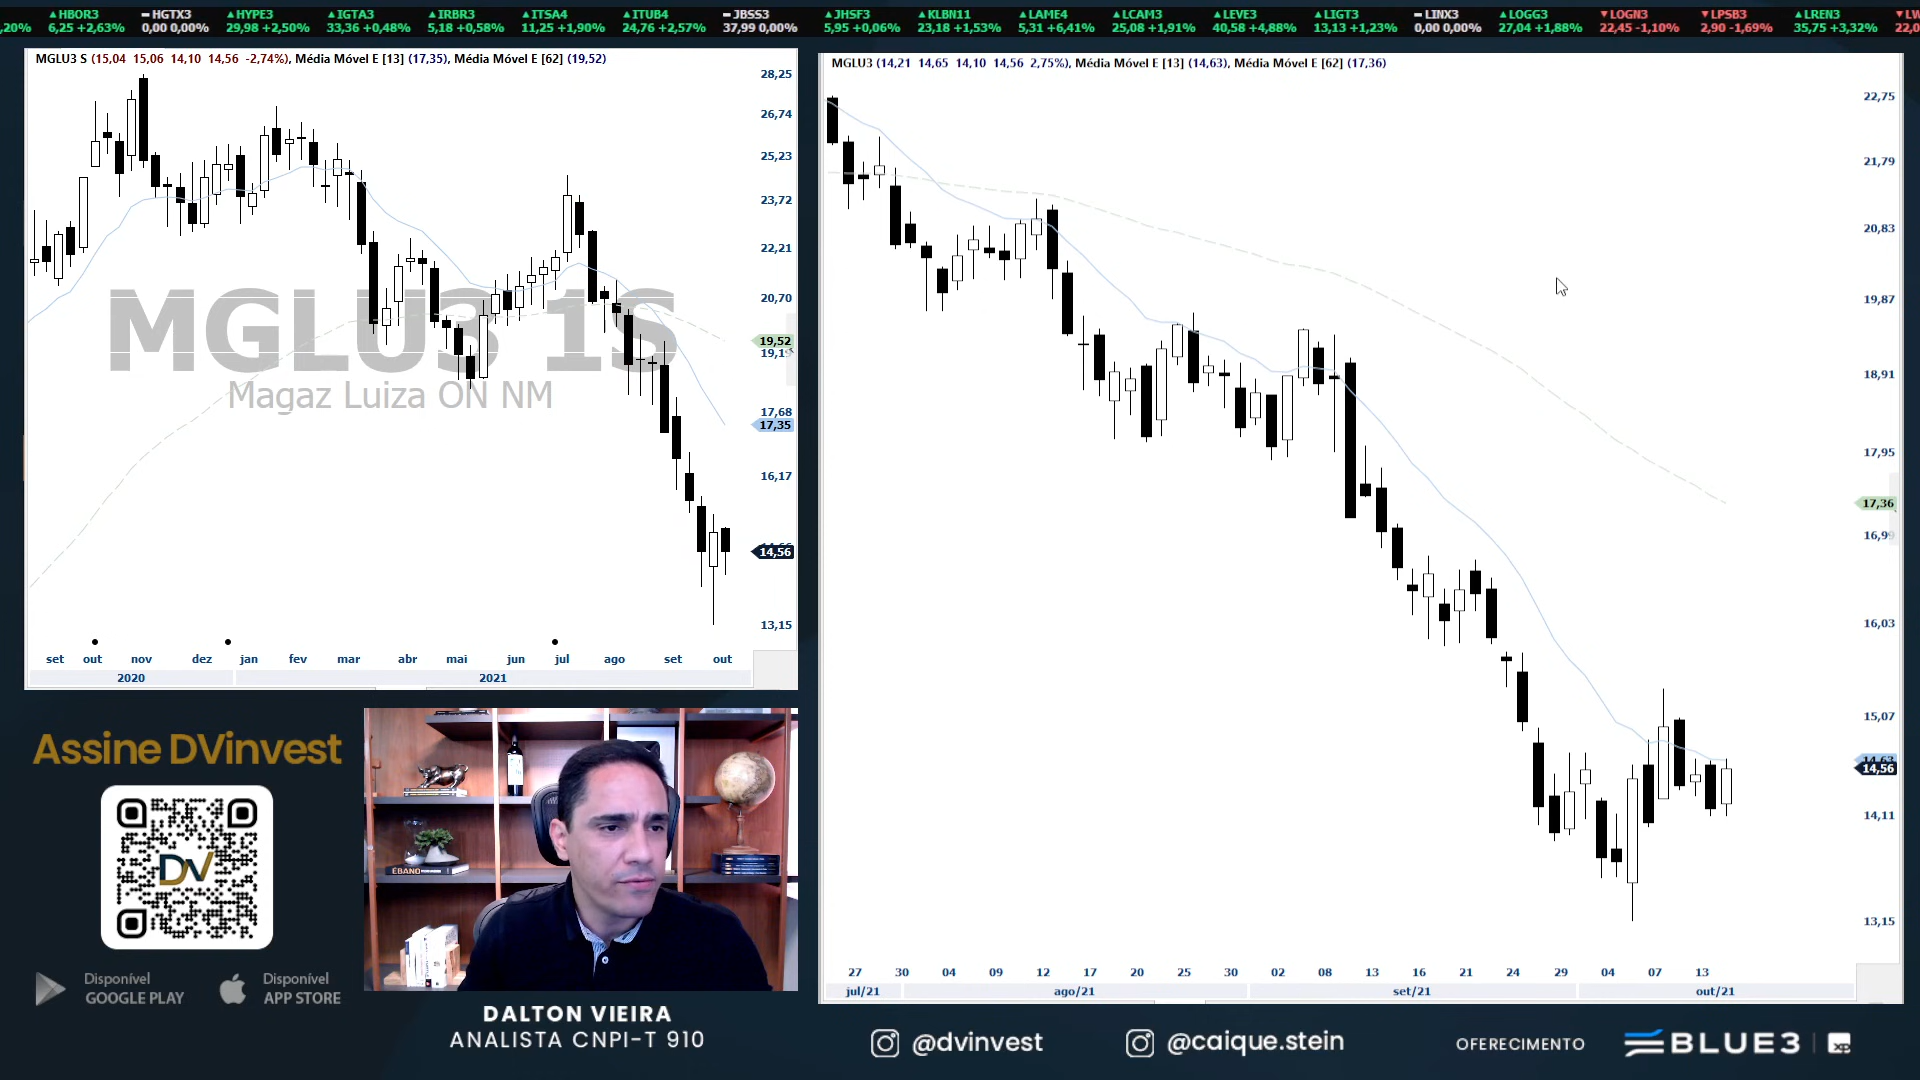 HBOR3 HGTX3 HYPE3 IGTA3 IRBR3 ITSA4 ITUB4 JBSS3 JHSF3 KLBN11 LAME4 LCAM3 LEVE3 LIGT3 LINX3 LOGG3 LOGN3 LPSB3 LREN3
,20% 6,25 +2,63% 0,00 0,00% 29,98 +2,50% 33,36 +0,48% 5,18 +0,58% 11,25 +1,90% 24,76 +2,57% 37,99 0,00% 5,95 +0,06% 23,18 +1,53% 5,31 +6,41% 25,08 +1,91% 40,58 +4,88% 13,13 +1,23% 0,00 0,00% 27,04 +1,88% 22,45 -1,10% 2,90 -1,69% 35,75 +3,32%
MGLU3 S (15,04 15,06 14,10 14,56 -2,74%), Média Móvel E [13] (17,35), Média Móvel E [62] (19,52)
28,25
26,74
25,23
23,72
22,21
20,70
19,52
17,68
17,35
16,17
14,56
13,15
MGLU3 1S
Magaz Luiza ON NM
set out nov dez jan fev mar abr mai jun jul ago set out
2020 2021
MGLU3 (14,21 14,65 14,10 14,56 2,75%), Média Móvel E [13] (14,63), Média Móvel E [62] (17,36)
22,75
21,79
20,83
19,87
18,91
17,95
17,36
15,07
14,56
14,11
13,15
16,03
27 30 04 09 12 17 20 25 30 02 08 13 16 21 24 29 04 07 13
jul/21 ago/21 set/21 out/21
Assine DVinvest
DV
Disponível
GOOGLE PLAY
Disponível
APP STORE
ÉBANO
DALTON VIEIRA
ANALISTA CNPI-T 910
@dvinvest
@caique.stein
OFERECIMENTO
BLUE3
xp